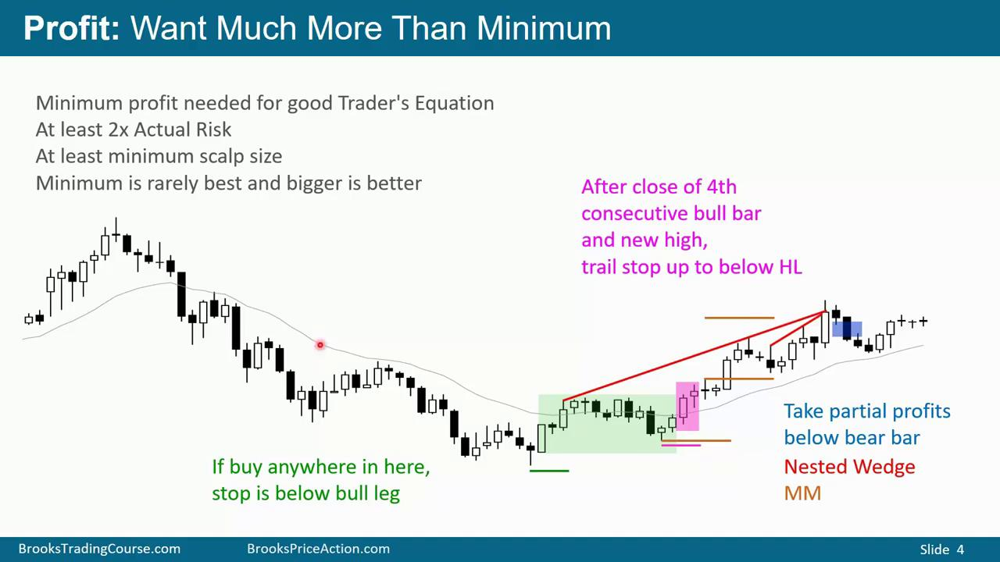 Profit: Want Much More Than Minimum
Minimum profit needed for good Trader's Equation
At least 2x Actual Risk
At least minimum scalp size
Minimum is rarely best and bigger is better
After close of 4th
consecutive bull bar
and new high,
trail stop up to below HL
If buy anywhere in here,
stop is below bull leg
Take partial profits
below bear bar
Nested Wedge
MM
BrooksTradingCourse.com
BrooksPriceAction.com
Slide 4